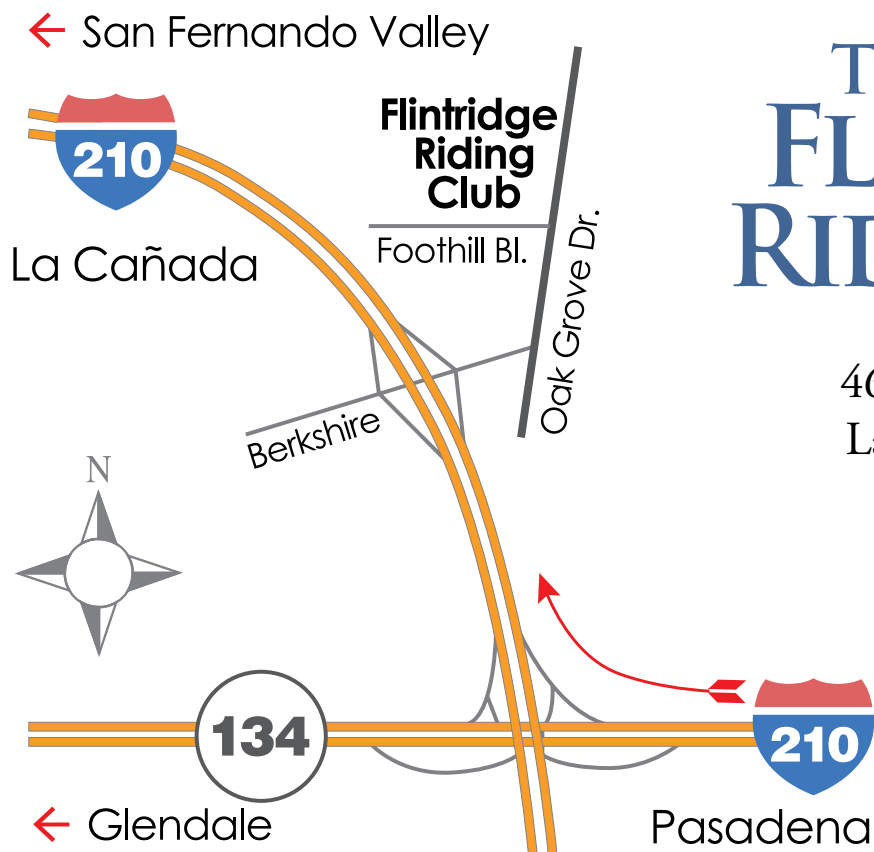 San Fernando Valley
Flintridge
Riding
Club
210
La Cañada
Foothill Bl.
Oak Grove Dr.
Berkshire
N
134
210
Glendale
Pasadena